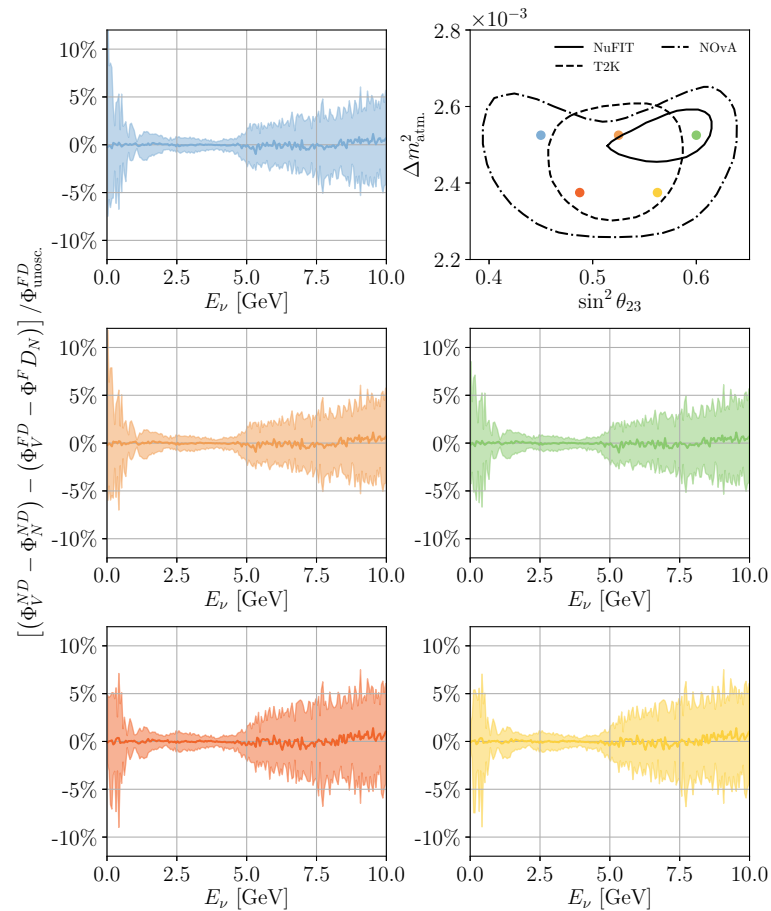 ×10⁻³
10%
5%
0%
-5%
-10%
0.0 2.5 5.0 7.5 10.0
E_ν [GeV]
2.8
2.6
2.4
2.2
Δm²_atm.
NuFIT
T2K
NOvA
0.4 0.5 0.6
sin² θ₂₃
[(Φ_V^{ND} − Φ_N^{ND}) − (Φ_V^{FD} − Φ^F D_N)] /Φ_{unosc.}^{FD}
10%
5%
0%
-5%
-10%
0.0 2.5 5.0 7.5 10.0
E_ν [GeV]
10%
5%
0%
-5%
-10%
0.0 2.5 5.0 7.5 10.0
E_ν [GeV]
10%
5%
0%
-5%
-10%
0.0 2.5 5.0 7.5 10.0
E_ν [GeV]
10%
5%
0%
-5%
-10%
0.0 2.5 5.0 7.5 10.0
E_ν [GeV]